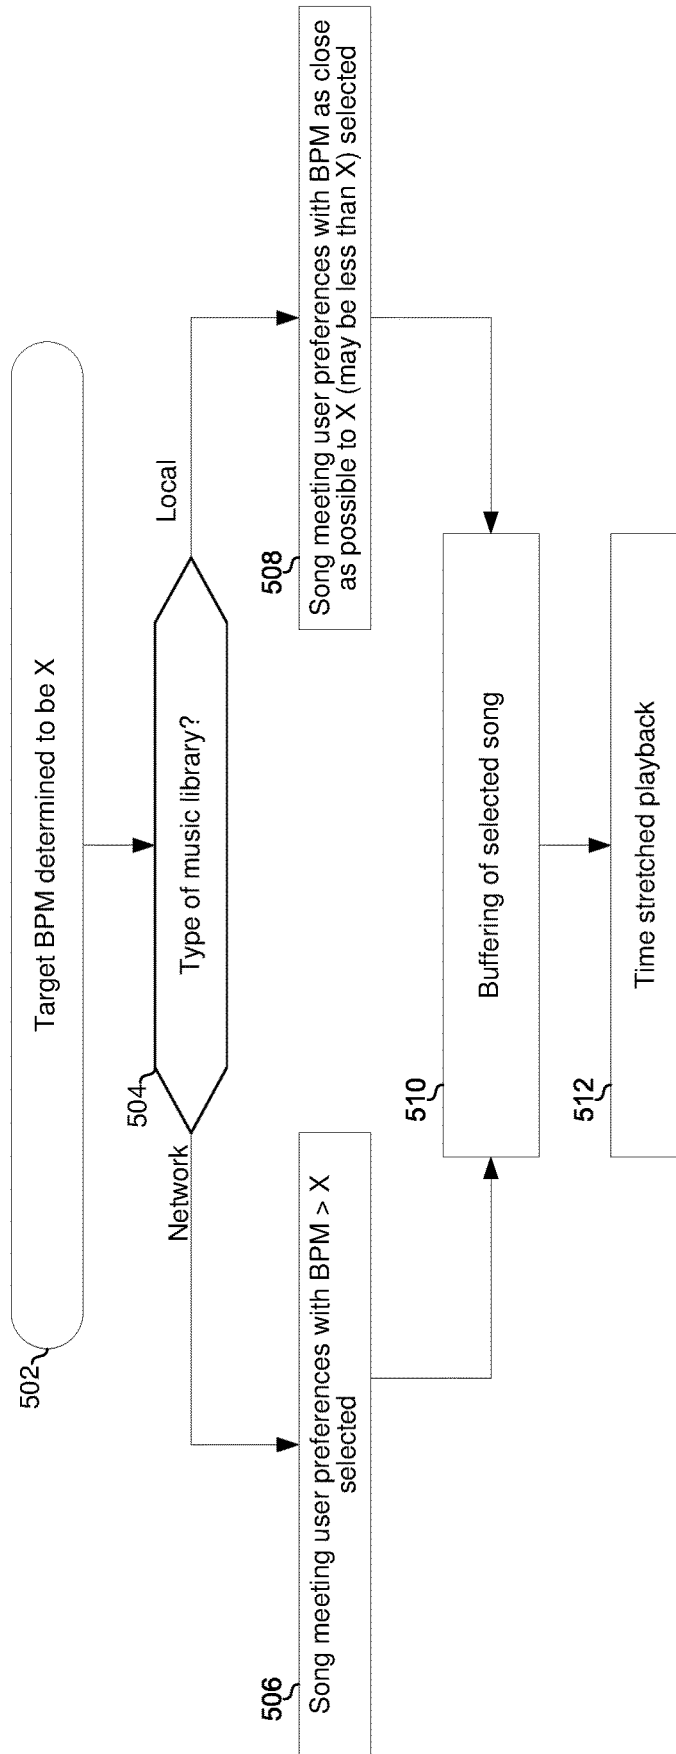 502
Target BPM determined to be X
504
Type of music library?
Network
Local
506
Song meeting user preferences with BPM > X
selected
508
Song meeting user preferences with BPM as close
as possible to X (may be less than X) selected
510
Buffering of selected song
512
Time stretched playback